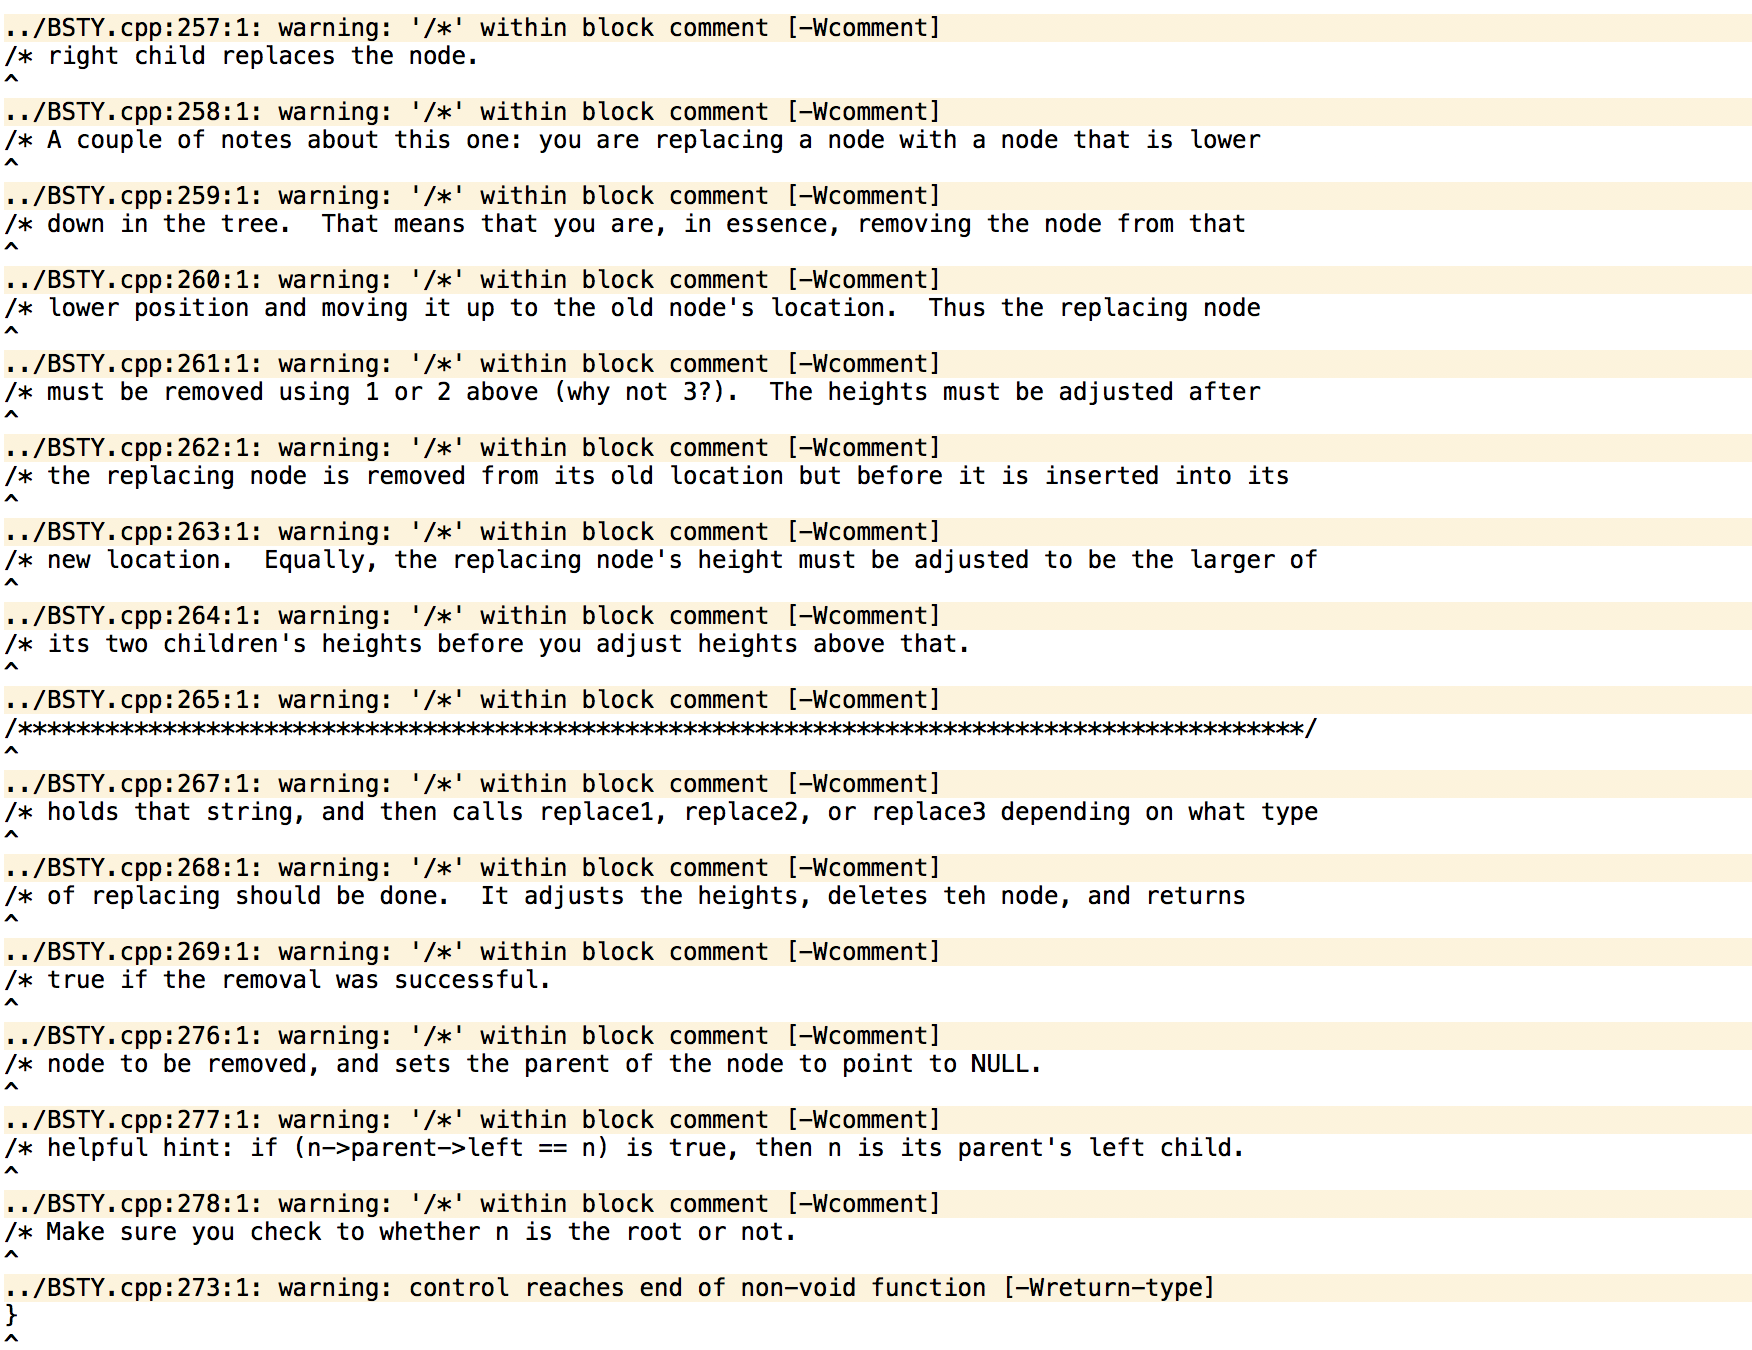 ../BSTY.cpp:257:1: warning: '/*' within block comment [-Wcomment]
/* right child replaces the node.
^
../BSTY.cpp:258:1: warning: '/*' within block comment [-Wcomment]
/* A couple of notes about this one: you are replacing a node with a node that is lower
^
../BSTY.cpp:259:1: warning: '/*' within block comment [-Wcomment]
/* down in the tree.  That means that you are, in essence, removing the node from that
^
../BSTY.cpp:260:1: warning: '/*' within block comment [-Wcomment]
/* lower position and moving it up to the old node's location.  Thus the replacing node
^
../BSTY.cpp:261:1: warning: '/*' within block comment [-Wcomment]
/* must be removed using 1 or 2 above (why not 3?).  The heights must be adjusted after
^
../BSTY.cpp:262:1: warning: '/*' within block comment [-Wcomment]
/* the replacing node is removed from its old location but before it is inserted into its
^
../BSTY.cpp:263:1: warning: '/*' within block comment [-Wcomment]
/* new location.  Equally, the replacing node's height must be adjusted to be the larger of
^
../BSTY.cpp:264:1: warning: '/*' within block comment [-Wcomment]
/* its two children's heights before you adjust heights above that.
^
../BSTY.cpp:265:1: warning: '/*' within block comment [-Wcomment]
/*****************************************************************************************/
^
../BSTY.cpp:267:1: warning: '/*' within block comment [-Wcomment]
/* holds that string, and then calls replace1, replace2, or replace3 depending on what type
^
../BSTY.cpp:268:1: warning: '/*' within block comment [-Wcomment]
/* of replacing should be done.  It adjusts the heights, deletes teh node, and returns
^
../BSTY.cpp:269:1: warning: '/*' within block comment [-Wcomment]
/* true if the removal was successful.
^
../BSTY.cpp:276:1: warning: '/*' within block comment [-Wcomment]
/* node to be removed, and sets the parent of the node to point to NULL.
^
../BSTY.cpp:277:1: warning: '/*' within block comment [-Wcomment]
/* helpful hint: if (n->parent->left == n) is true, then n is its parent's left child.
^
../BSTY.cpp:278:1: warning: '/*' within block comment [-Wcomment]
/* Make sure you check to whether n is the root or not.
^
../BSTY.cpp:273:1: warning: control reaches end of non-void function [-Wreturn-type]
}
^